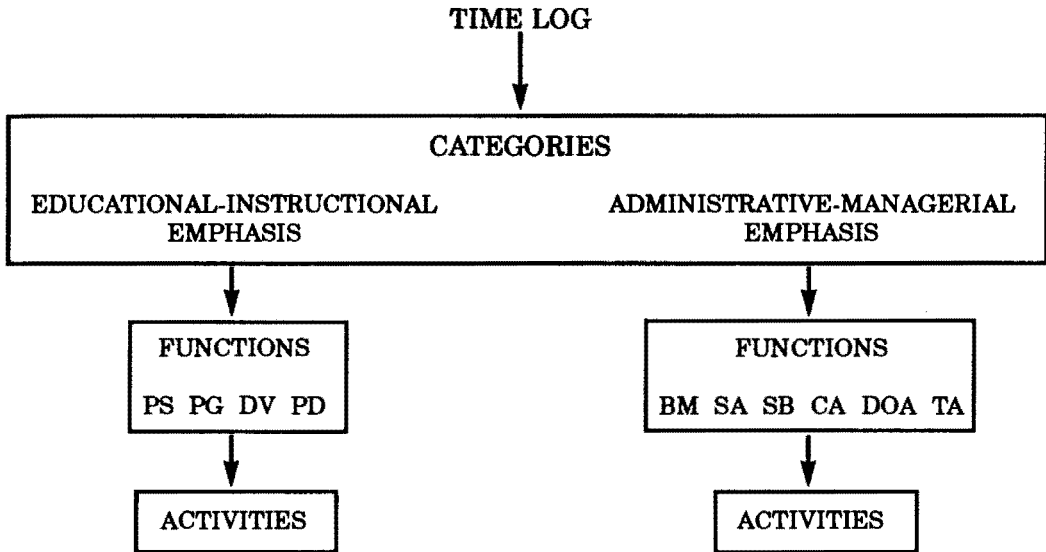 TIME LOG
CATEGORIES
EDUCATIONAL-INSTRUCTIONAL
EMPHASIS
ADMINISTRATIVE-MANAGERIAL
EMPHASIS
FUNCTIONS
PS PG DV PD
FUNCTIONS
BM SA SB CA DOA TA
ACTIVITIES
ACTIVITIES